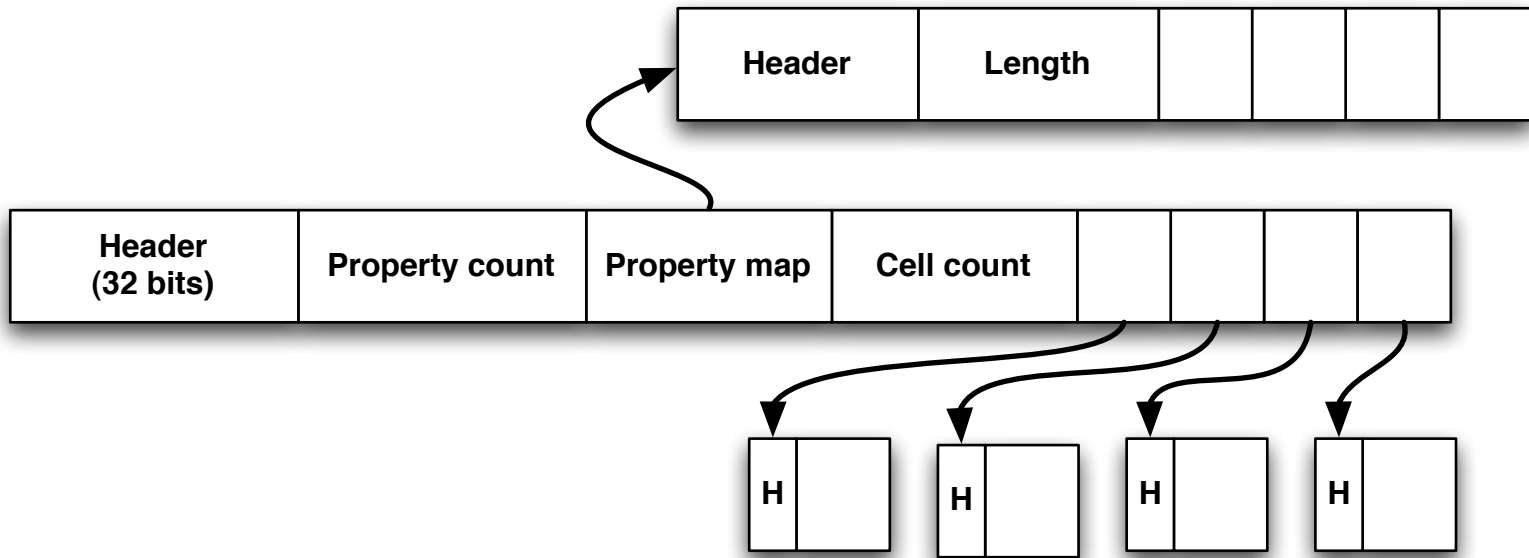 Header
Length
Header
(32 bits)
Property count
Property map
Cell count
H
H
H
H